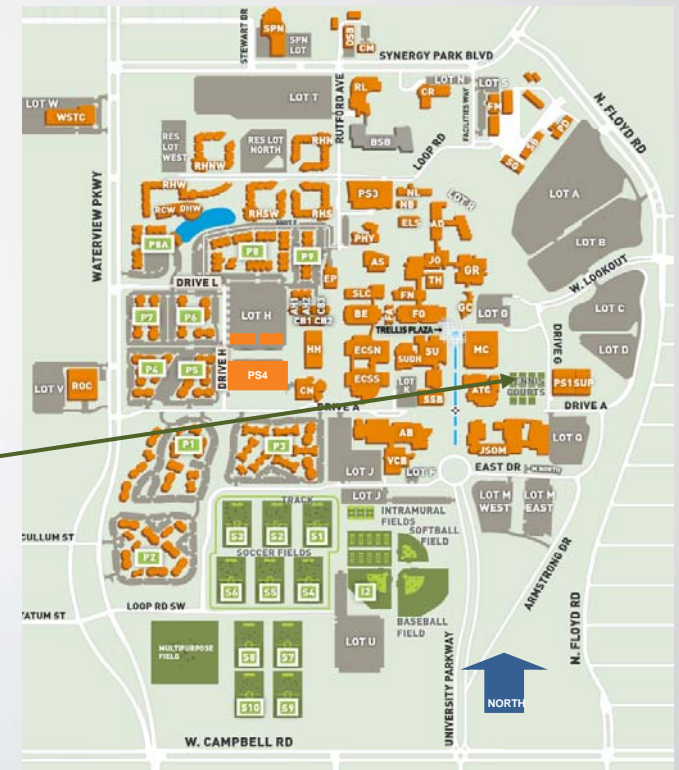 STEWART DR
SPN
SPN
LOT
DSB
CM
SYNERGY PARK BLVD
LOT W
WSTC
LOT T
RUTFORD AVE
RL
CR
LOT N
LOT S
FACILITIES WAY
FM
N. FLOYD RD
BSB
LOOP RD
SG
SB
PD
RES
LOT
WEST
RHNW
RES LOT
NORTH
RHN
WATERVIEW PKWY
RHW
RCW
DHW
RHSW
RHS
PS3
NL
NB
ELS
AD
LOT R
LOT A
LOT B
P8A
P8
P9
PHY
AS
JO
TH
GR
W. LOOKOUT
DRIVE L
EP
SLC
FN
GC
P7
P6
LOT H
AH1
AH2
CB3
CB1
CB2
BE
FA
FO
LOT G
LOT C
TRELLIS PLAZA
HH
ECSN
SUDH
SU
MC
DRIVE G
LOT D
LOT V
ROC
P4
P5
DRIVE H
PS4
CN
ECSS
LOT
K
SSB
ATC
TENNIS
COURTS
PS1
SUP
DRIVE A
DRIVE A
P1
P3
AB
VCB
LOT J
LOT F
JSOM
LOT Q
EAST DR
M NORTH
LOT J
LOT M
WEST
LOT M
EAST
TRACK
S3
S2
S1
SOCCER FIELDS
INTRAMURAL
FIELDS
SOFTBALL
FIELD
CULLUM ST
P2
S6
S5
S4
I2
ARMSTRONG DR
LOOP RD SW
TATUM ST
BASEBALL
FIELD
LOT U
N. FLOYD RD
MULTIPURPOSE
FIELD
S8
S7
S10
S9
UNIVERSITY PARKWAY
NORTH
W. CAMPBELL RD